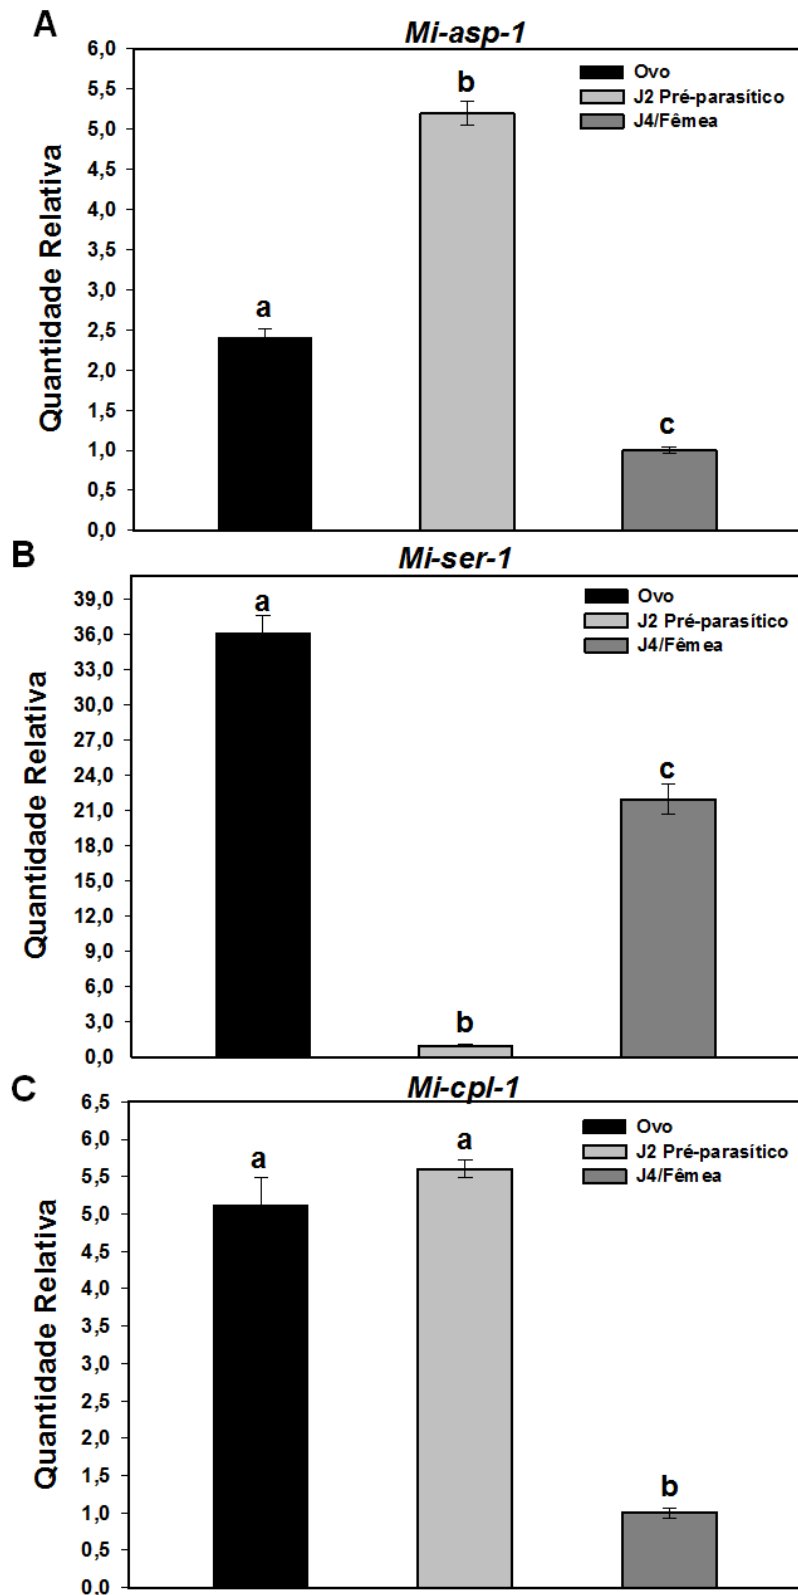 A
Mi-asp-1
6,0
5,5
5,0
4,5
4,0
3,5
3,0
2,5
2,0
1,5
1,0
0,5
0,0
Quantidade Relativa
Ovo
J2 Pré-parasítico
J4/Fêmea
a
b
c
B
Mi-ser-1
39,0
36,0
33,0
30,0
27,0
24,0
21,0
18,0
15,0
12,0
9,0
6,0
3,0
0,0
Quantidade Relativa
Ovo
J2 Pré-parasítico
J4/Fêmea
a
b
c
C
Mi-cpl-1
6,5
6,0
5,5
5,0
4,5
4,0
3,5
3,0
2,5
2,0
1,5
1,0
0,5
0,0
Quantidade Relativa
Ovo
J2 Pré-parasítico
J4/Fêmea
a
a
b